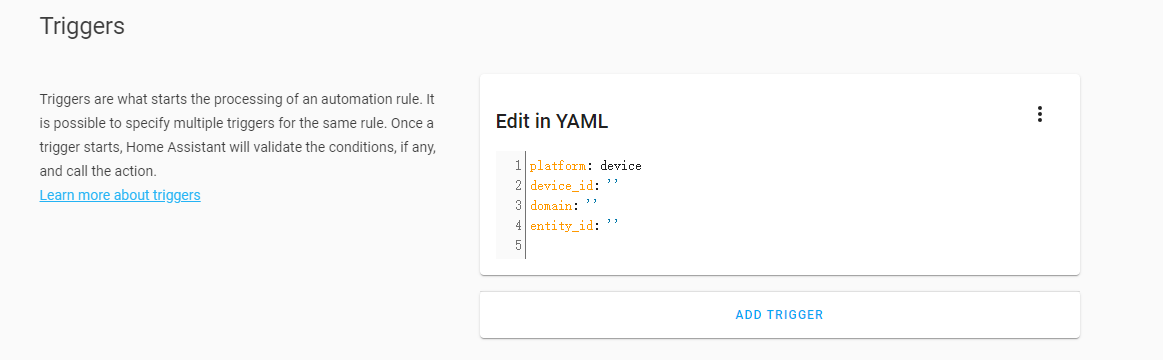 Triggers
Triggers are what starts the processing of an automation rule. It
is possible to specify multiple triggers for the same rule. Once a
trigger starts, Home Assistant will validate the conditions, if any,
and call the action.
Learn more about triggers
Edit in YAML
1 platform: device
2 device_id: ''
3 domain: ''
4 entity_id: ''
5
ADD TRIGGER